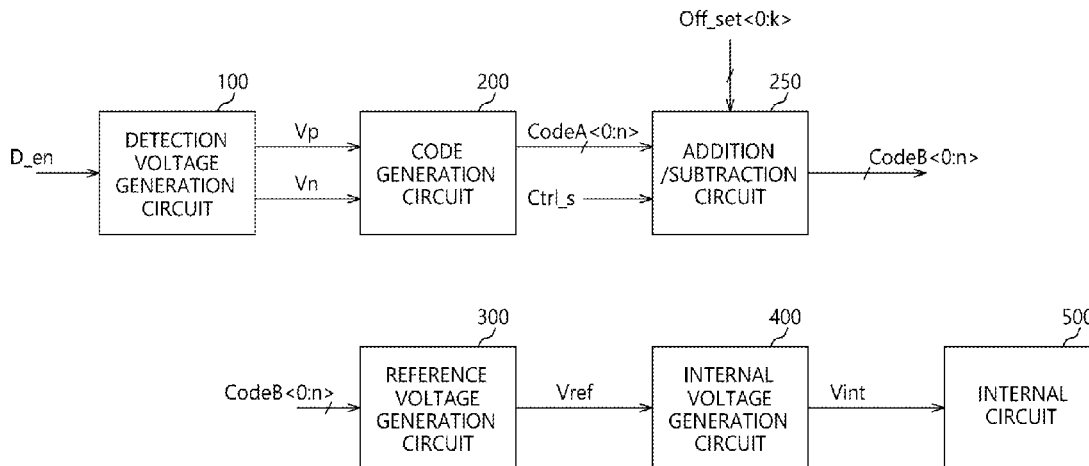 Off_set<0:k>
100
200
250
D_en
DETECTION
VOLTAGE
GENERATION
CIRCUIT
Vp
Vn
CODE
GENERATION
CIRCUIT
CodeA<0:n>
Ctrl_s
ADDITION
/SUBTRACTION
CIRCUIT
CodeB<0:n>
300
400
500
CodeB<0:n>
REFERENCE
VOLTAGE
GENERATION
CIRCUIT
Vref
INTERNAL
VOLTAGE
GENERATION
CIRCUIT
Vint
INTERNAL
CIRCUIT